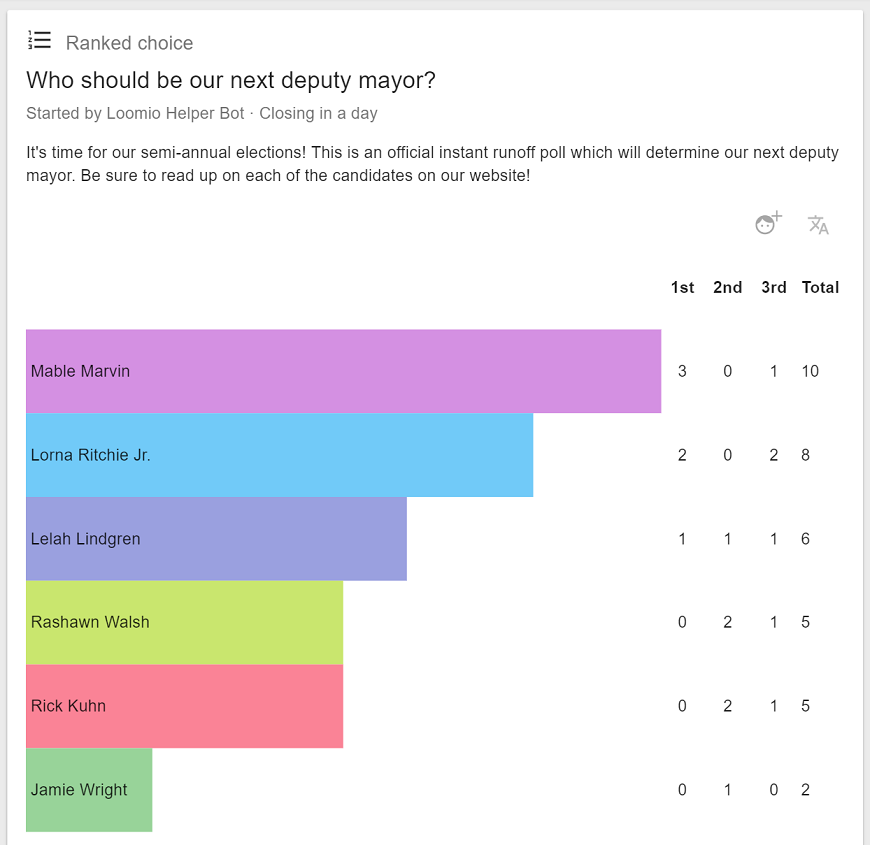 Ranked choice
Who should be our next deputy mayor?
Started by Loomio Helper Bot · Closing in a day
It's time for our semi-annual elections! This is an official instant runoff poll which will determine our next deputy
mayor. Be sure to read up on each of the candidates on our website!
1st 2nd 3rd Total
Mable Marvin 3 0 1 10
Lorna Ritchie Jr. 2 0 2 8
Lelah Lindgren 1 1 1 6
Rashawn Walsh 0 2 1 5
Rick Kuhn 0 2 1 5
Jamie Wright 0 1 0 2